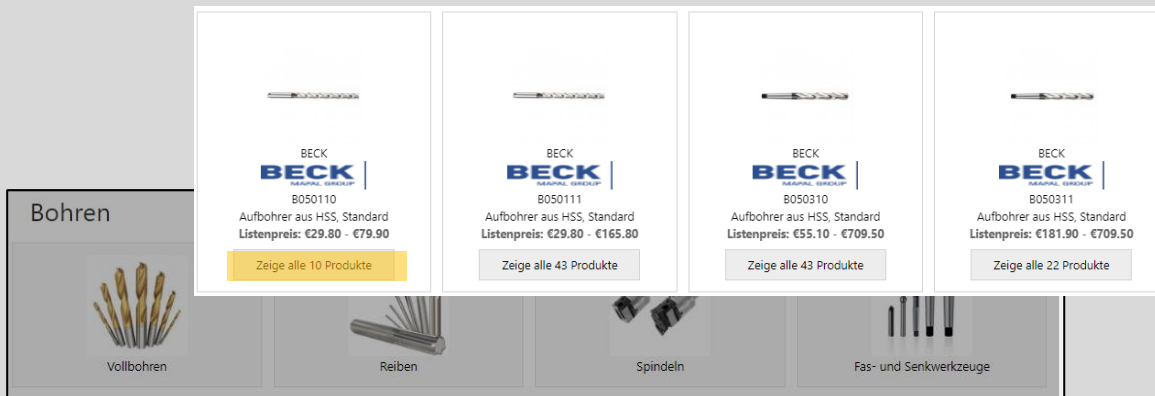 BECK
BECK
MAPAL GROUP
B050110
Aufbohrer aus HSS, Standard
Listenpreis: €29.80 - €79.90
Zeige alle 10 Produkte
BECK
BECK
MAPAL GROUP
B050111
Aufbohrer aus HSS, Standard
Listenpreis: €29.80 - €165.80
Zeige alle 43 Produkte
BECK
BECK
MAPAL GROUP
B050310
Aufbohrer aus HSS, Standard
Listenpreis: €55.10 - €709.50
Zeige alle 43 Produkte
BECK
BECK
MAPAL GROUP
B050311
Aufbohrer aus HSS, Standard
Listenpreis: €181.90 - €709.50
Zeige alle 22 Produkte
Bohren
Vollbohren
Reiben
Spindeln
Fas- und Senkwerkzeuge